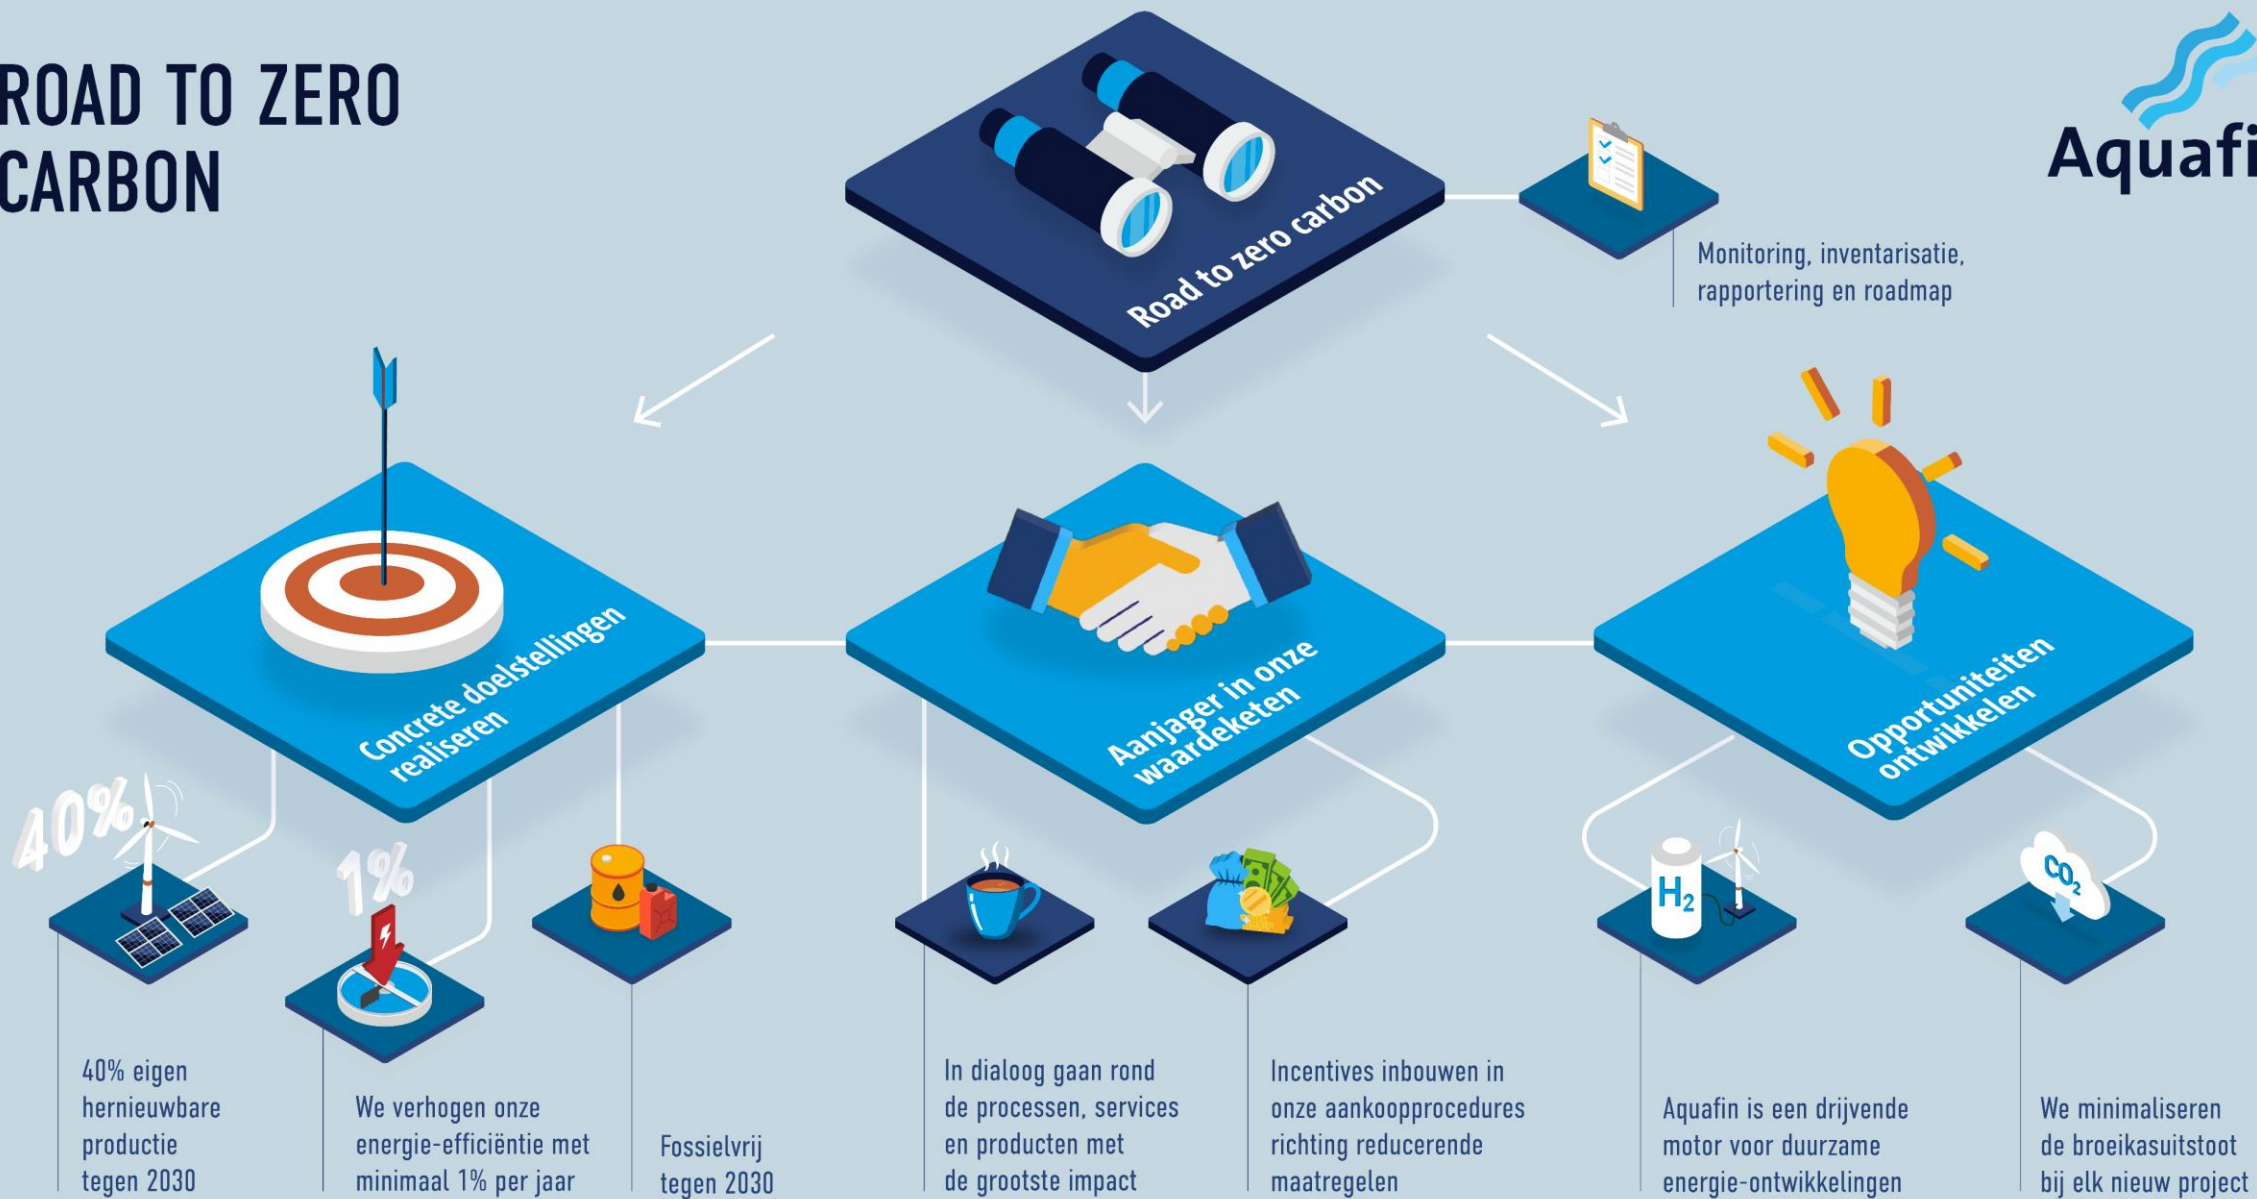 ROAD TO ZERO
CARBON
Aquafi
Road to zero carbon
Monitoring, inventarisatie,
rapportering en roadmap
Concrete doelstellingen
realiseren
Aanjager in onze
waardeketen
Opportuniteiten
ontwikkelen
40%
1%
H₂
CO₂
40% eigen
hernieuwbare
productie
tegen 2030
We verhogen onze
energie-efficiëntie met
minimaal 1% per jaar
Fossielvrij
tegen 2030
In dialoog gaan rond
de processen, services
en producten met
de grootste impact
Incentives inbouwen in
onze aankoopprocedures
richting reducerende
maatregelen
Aquafin is een drijvende
motor voor duurzame
energie-ontwikkelingen
We minimaliseren
de broeikasuitstoot
bij elk nieuw project